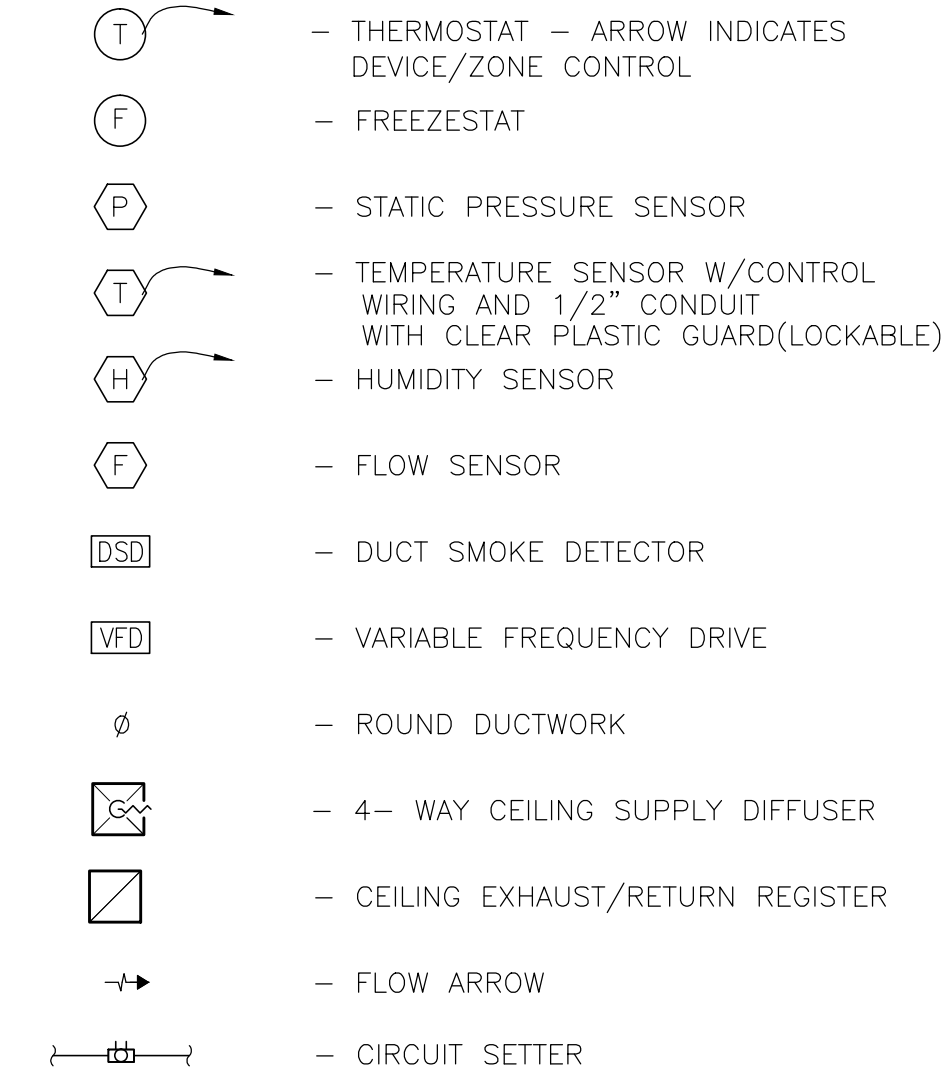 T – THERMOSTAT – ARROW INDICATES
DEVICE/ZONE CONTROL
F – FREEZESTAT
P – STATIC PRESSURE SENSOR
T – TEMPERATURE SENSOR W/CONTROL
WIRING AND 1/2” CONDUIT
WITH CLEAR PLASTIC GUARD(LOCKABLE)
H – HUMIDITY SENSOR
F – FLOW SENSOR
DSD – DUCT SMOKE DETECTOR
VFD – VARIABLE FREQUENCY DRIVE
Ø – ROUND DUCTWORK
– 4– WAY CEILING SUPPLY DIFFUSER
– CEILING EXHAUST/RETURN REGISTER
– FLOW ARROW
– CIRCUIT SETTER